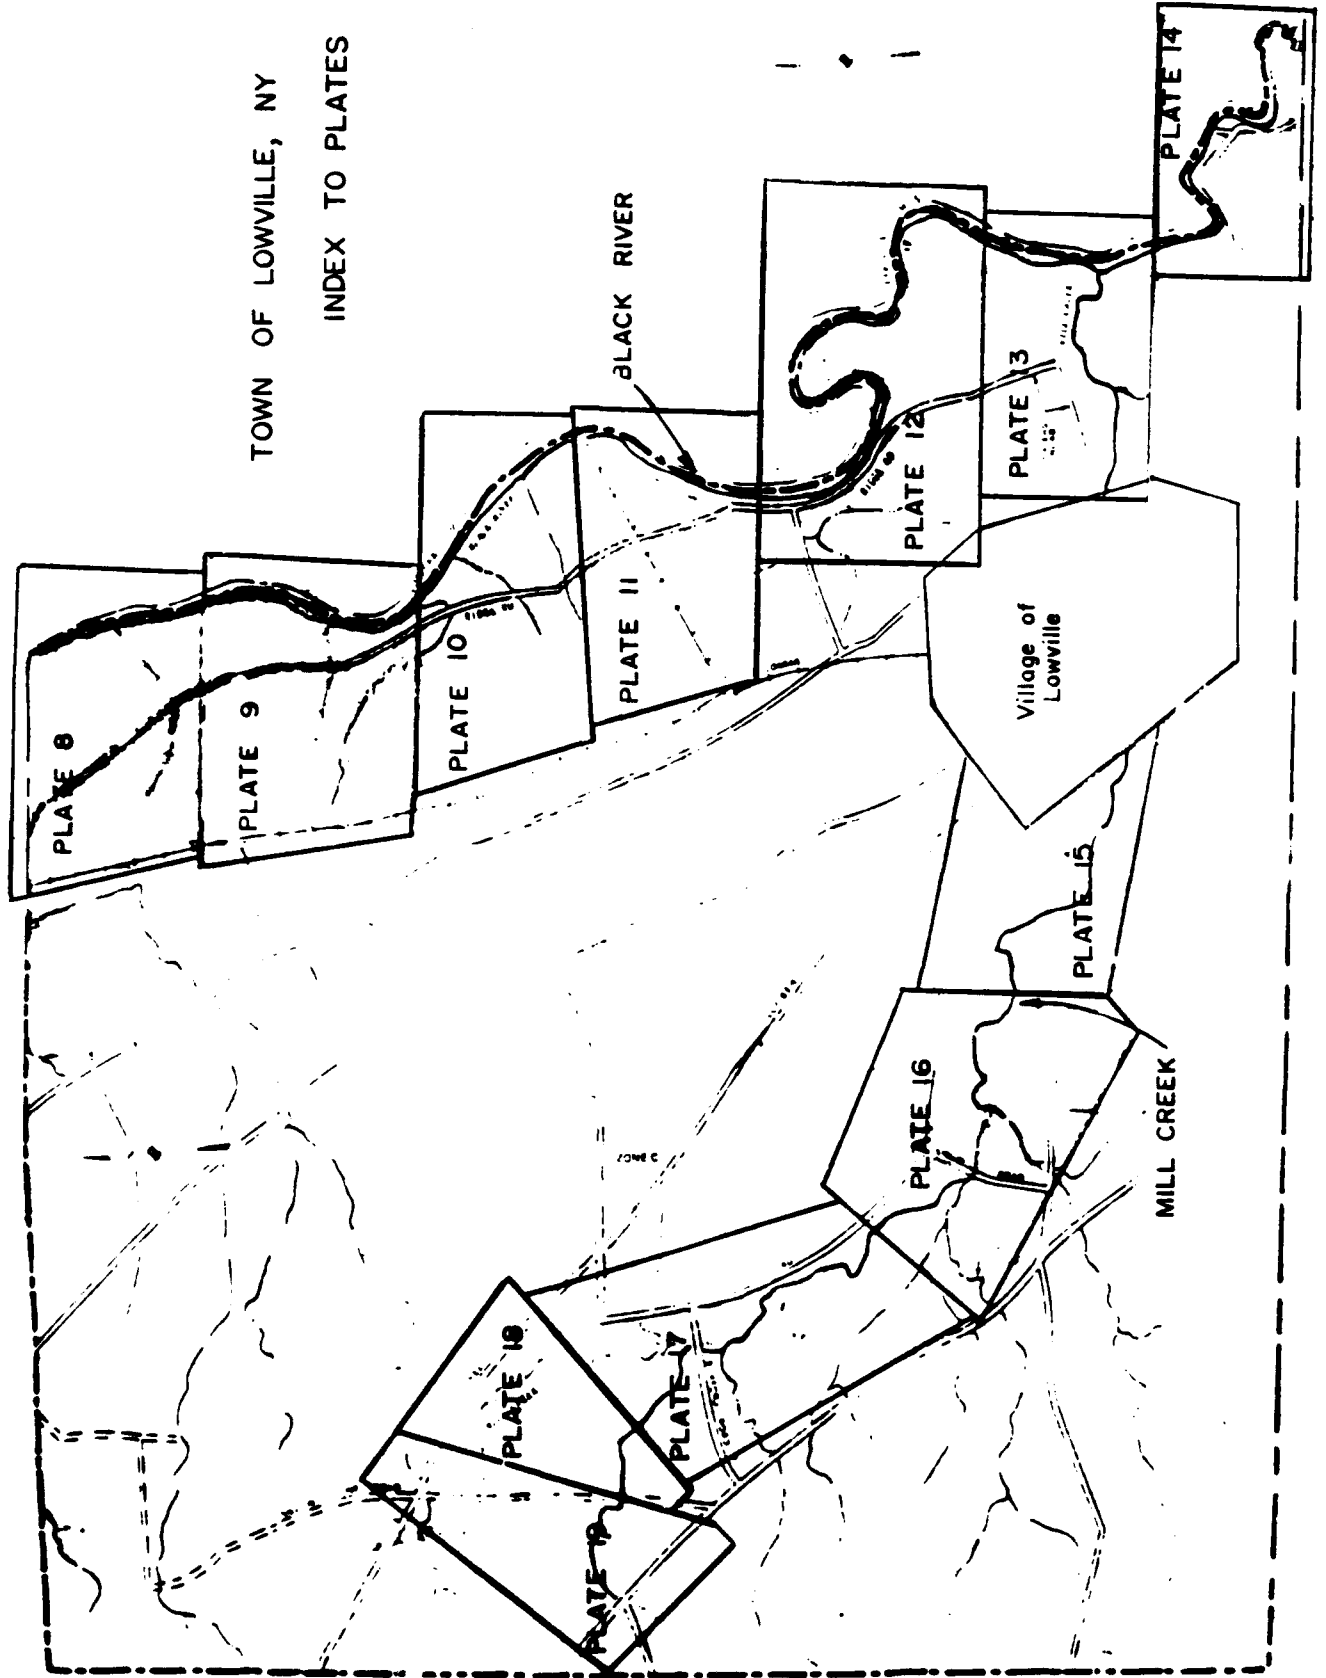 TOWN OF LOWVILLE, NY
INDEX TO PLATES
PLATE 8
PLATE 9
PLATE 10
PLATE 11
BLACK RIVER
PLATE 12
PLATE 13
PLATE 14
Village of
Lowville
PLATE 15
PLATE 16
MILL CREEK
PLATE 17
PLATE 18
PLATE 19